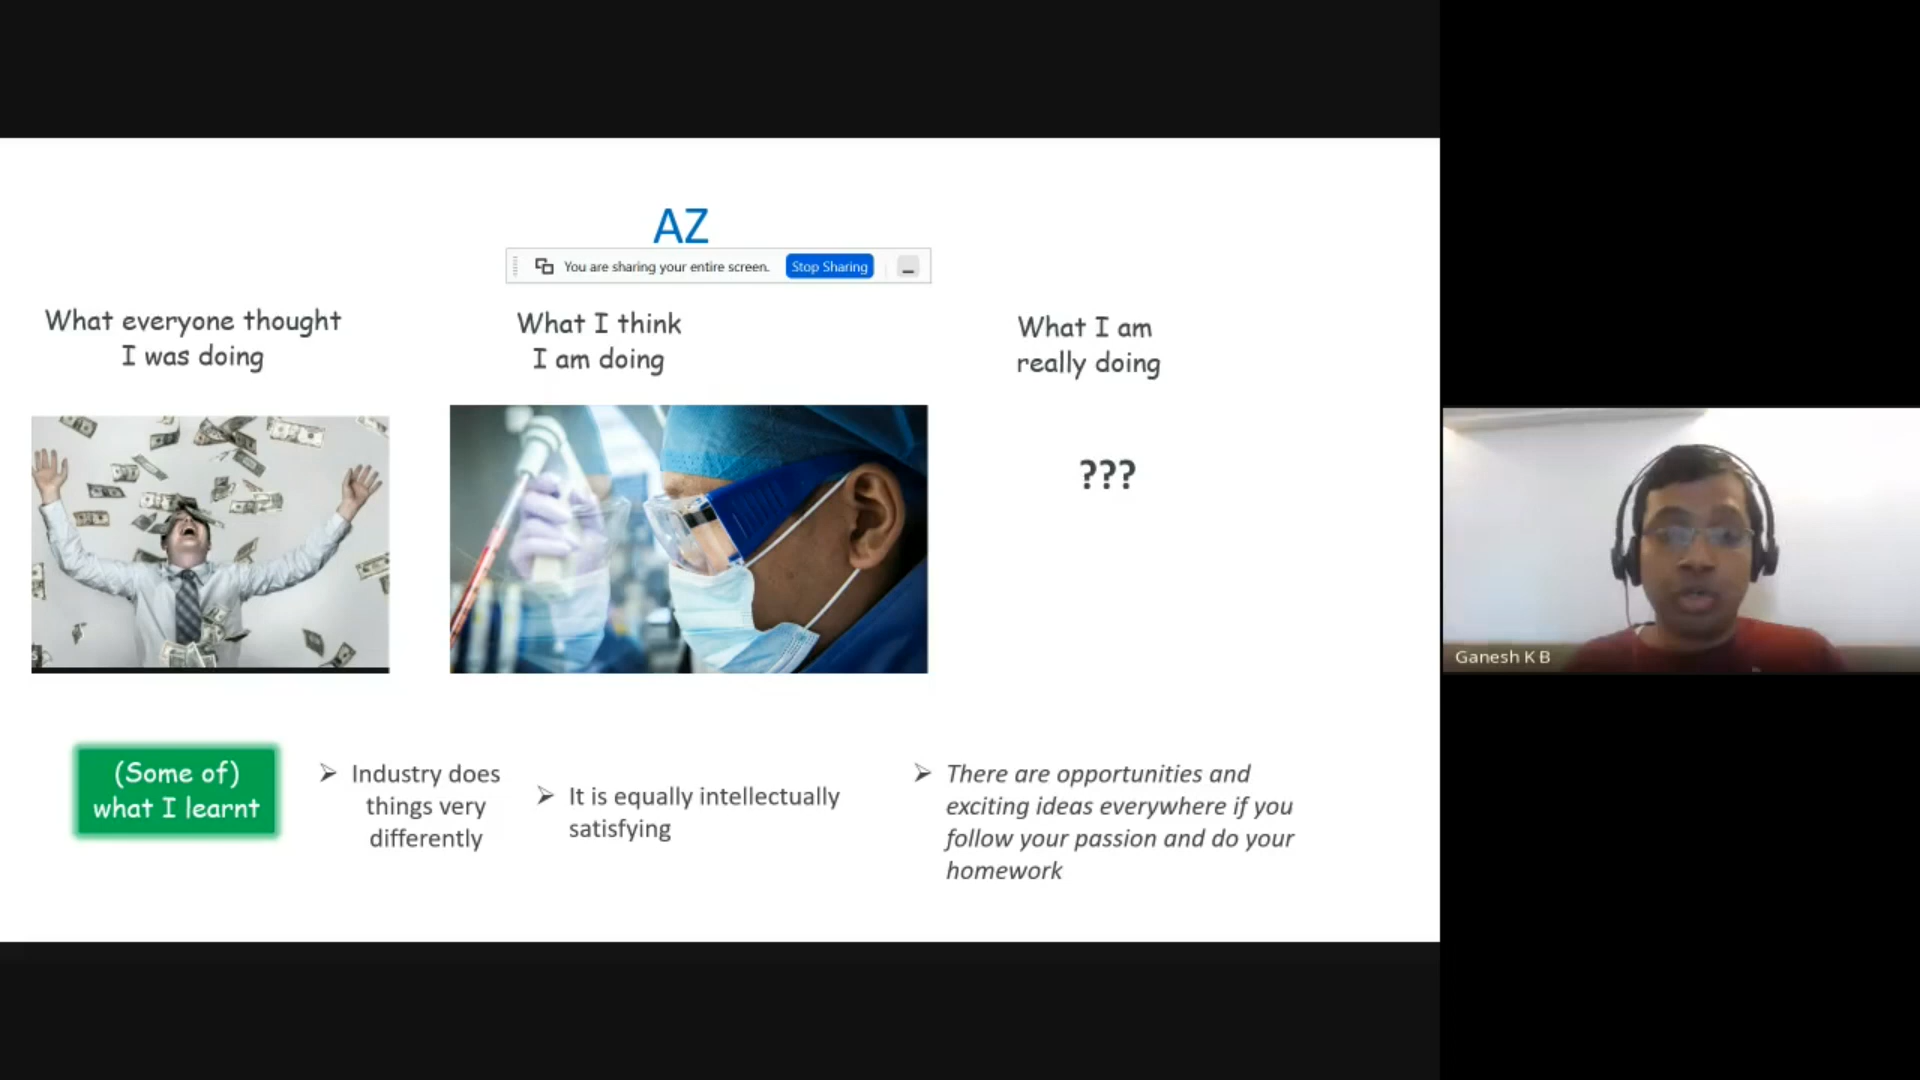 AZ
You are sharing your entire screen. Stop Sharing
What everyone thought
I was doing
What I think
I am doing
What I am
really doing
???
Ganesh K B
(Some of)
what I learnt
➢ Industry does
things very
differently
➢ It is equally intellectually
satisfying
➢ There are opportunities and
exciting ideas everywhere if you
follow your passion and do your
homework